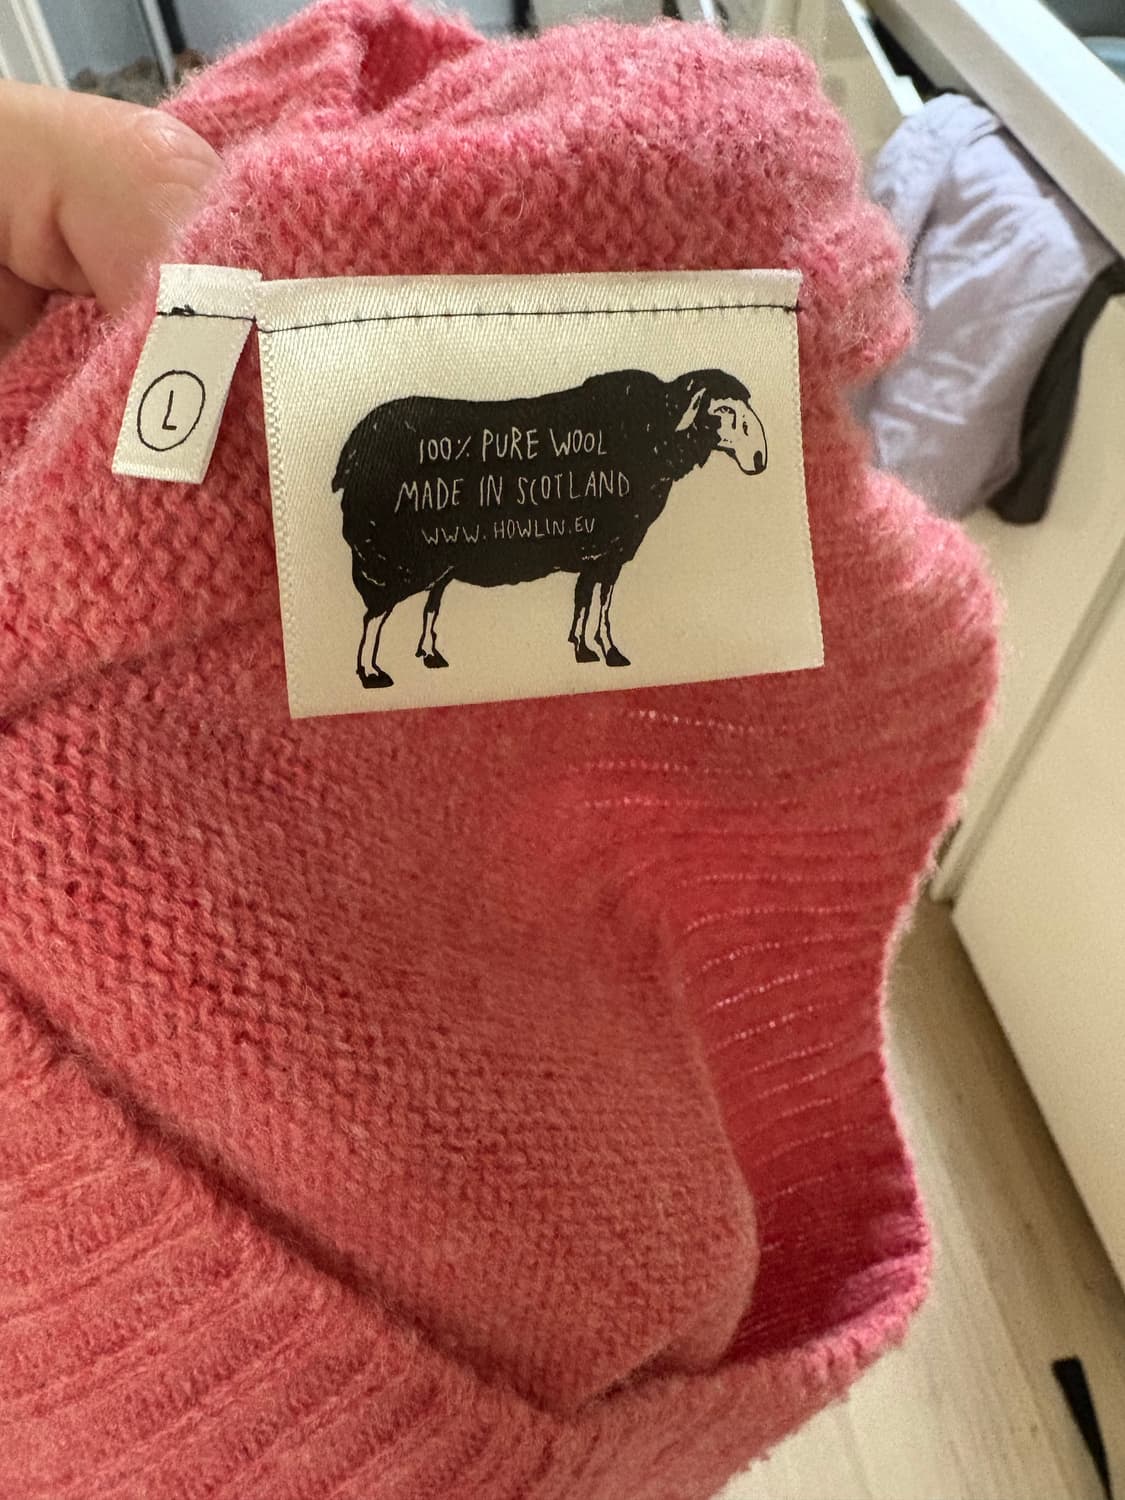 L
100% PURE WOOL
MADE IN SCOTLAND
WWW.HOWLIN.EU